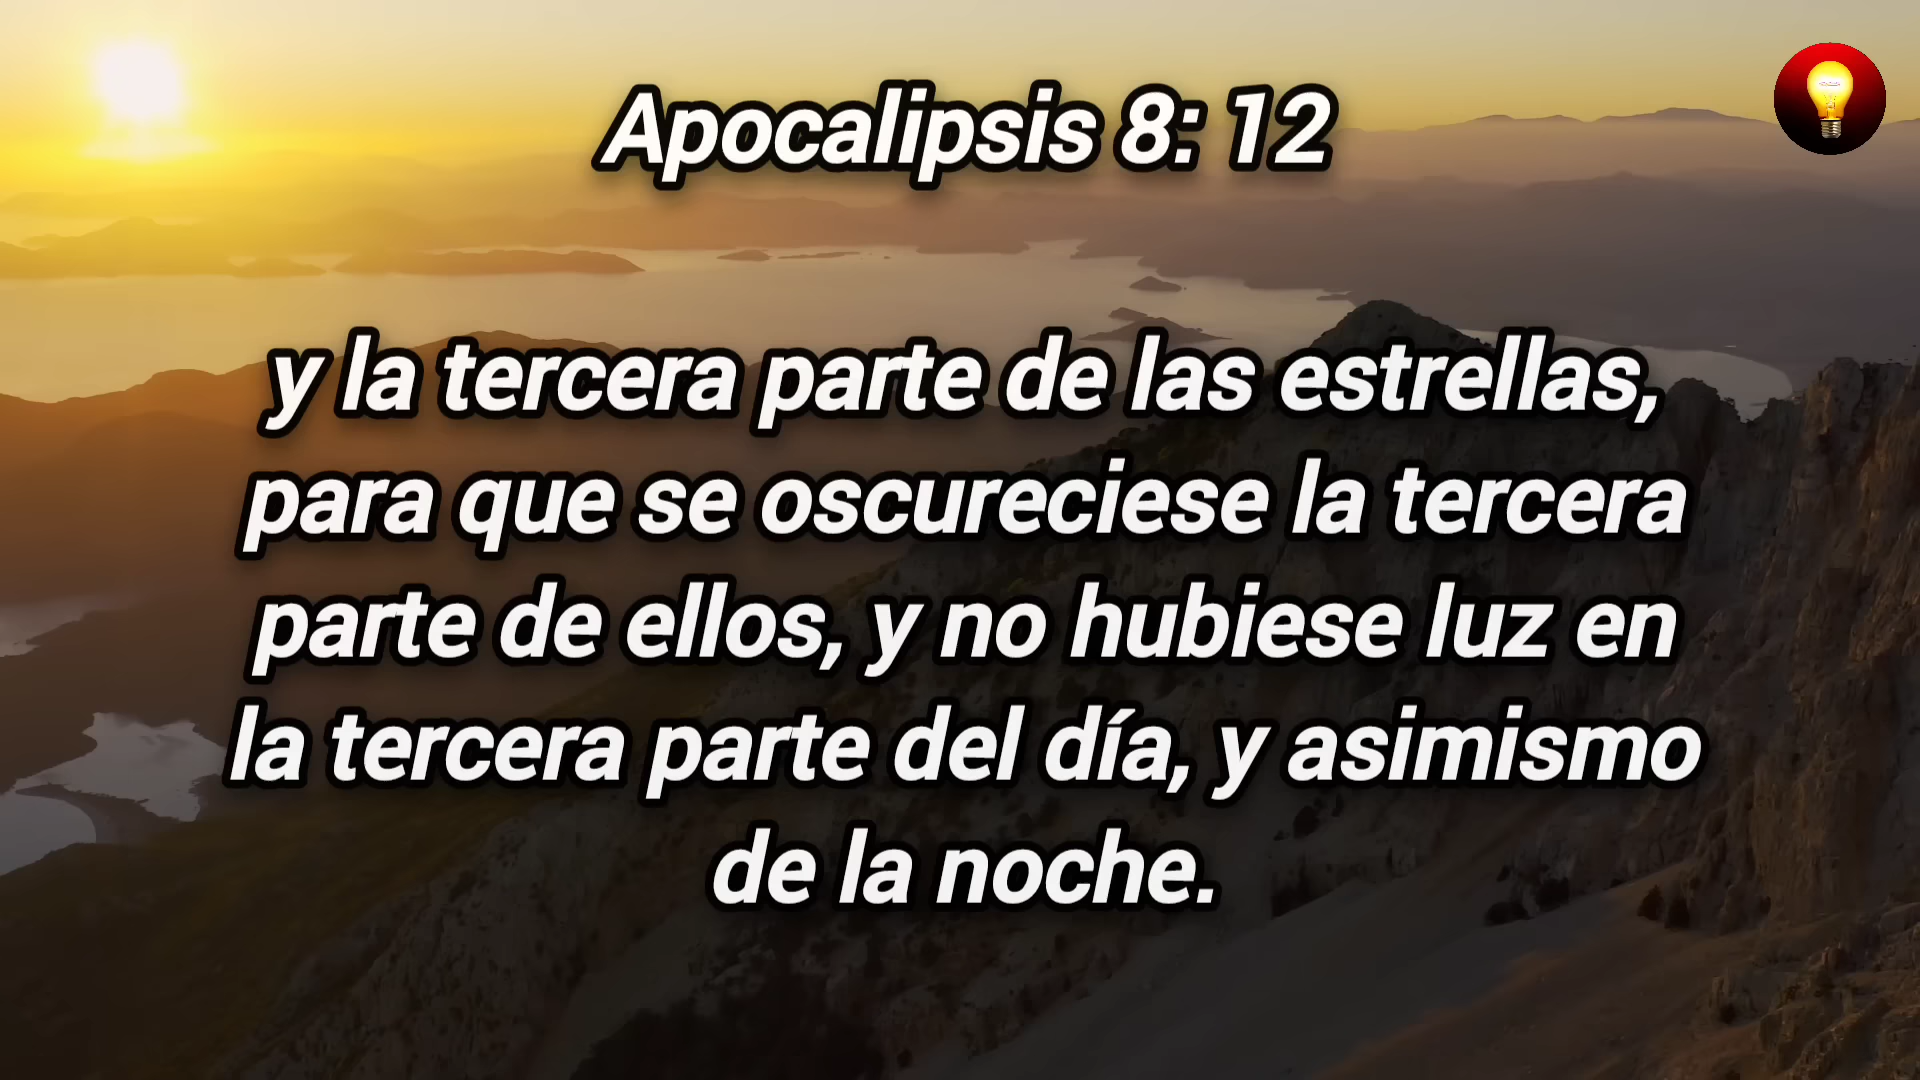 Apocalipsis 8: 12
y la tercera parte de las estrellas,
para que se oscureciese la tercera
parte de ellos, y no hubiese luz en
la tercera parte del día, y asimismo
de la noche.